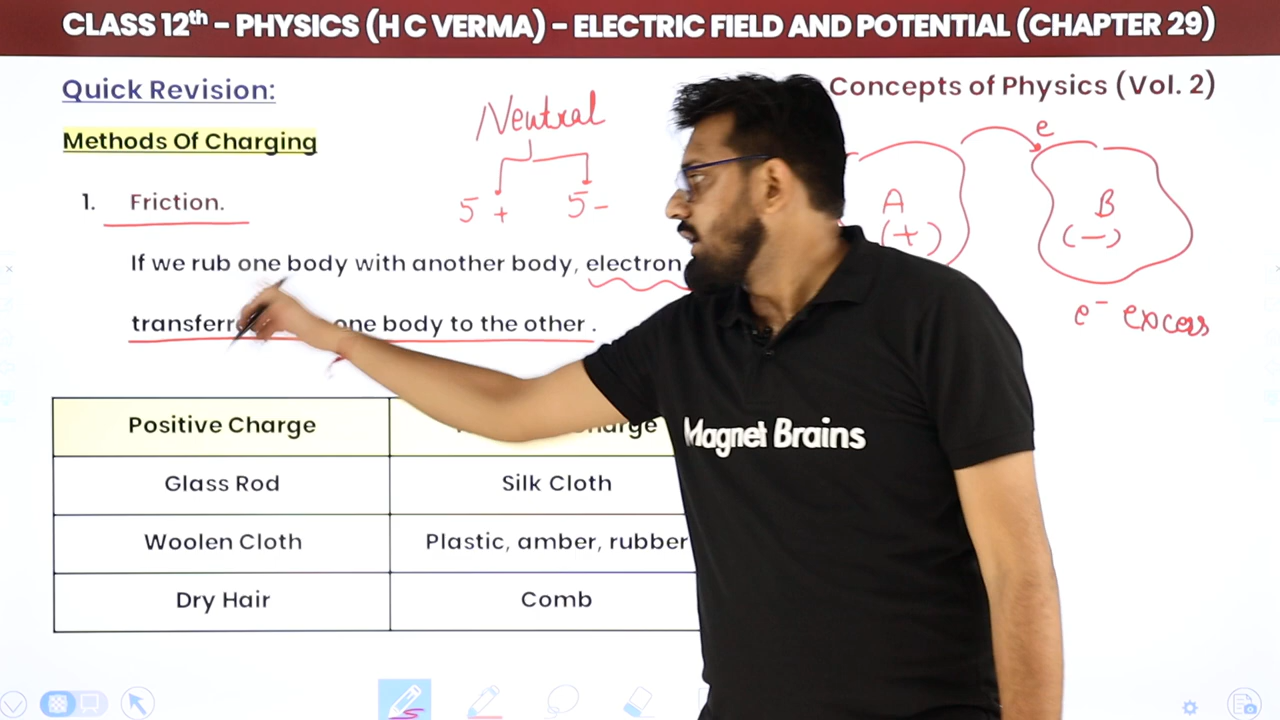 CLASS 12th – PHYSICS (H C VERMA) – ELECTRIC FIELD AND POTENTIAL (CHAPTER 29)
Quick Revision:
Concepts of Physics (Vol. 2)
Methods Of Charging
Neutral
5 + 5 -
e
A
(+)
B
(-)
e⁻ excess
1. Friction.
If we rub one body with another body, electron
one body to the other .
Positive Charge
Glass Rod Silk Cloth
Woolen Cloth Plastic, amber, rubber
Dry Hair Comb
Magnet Brains